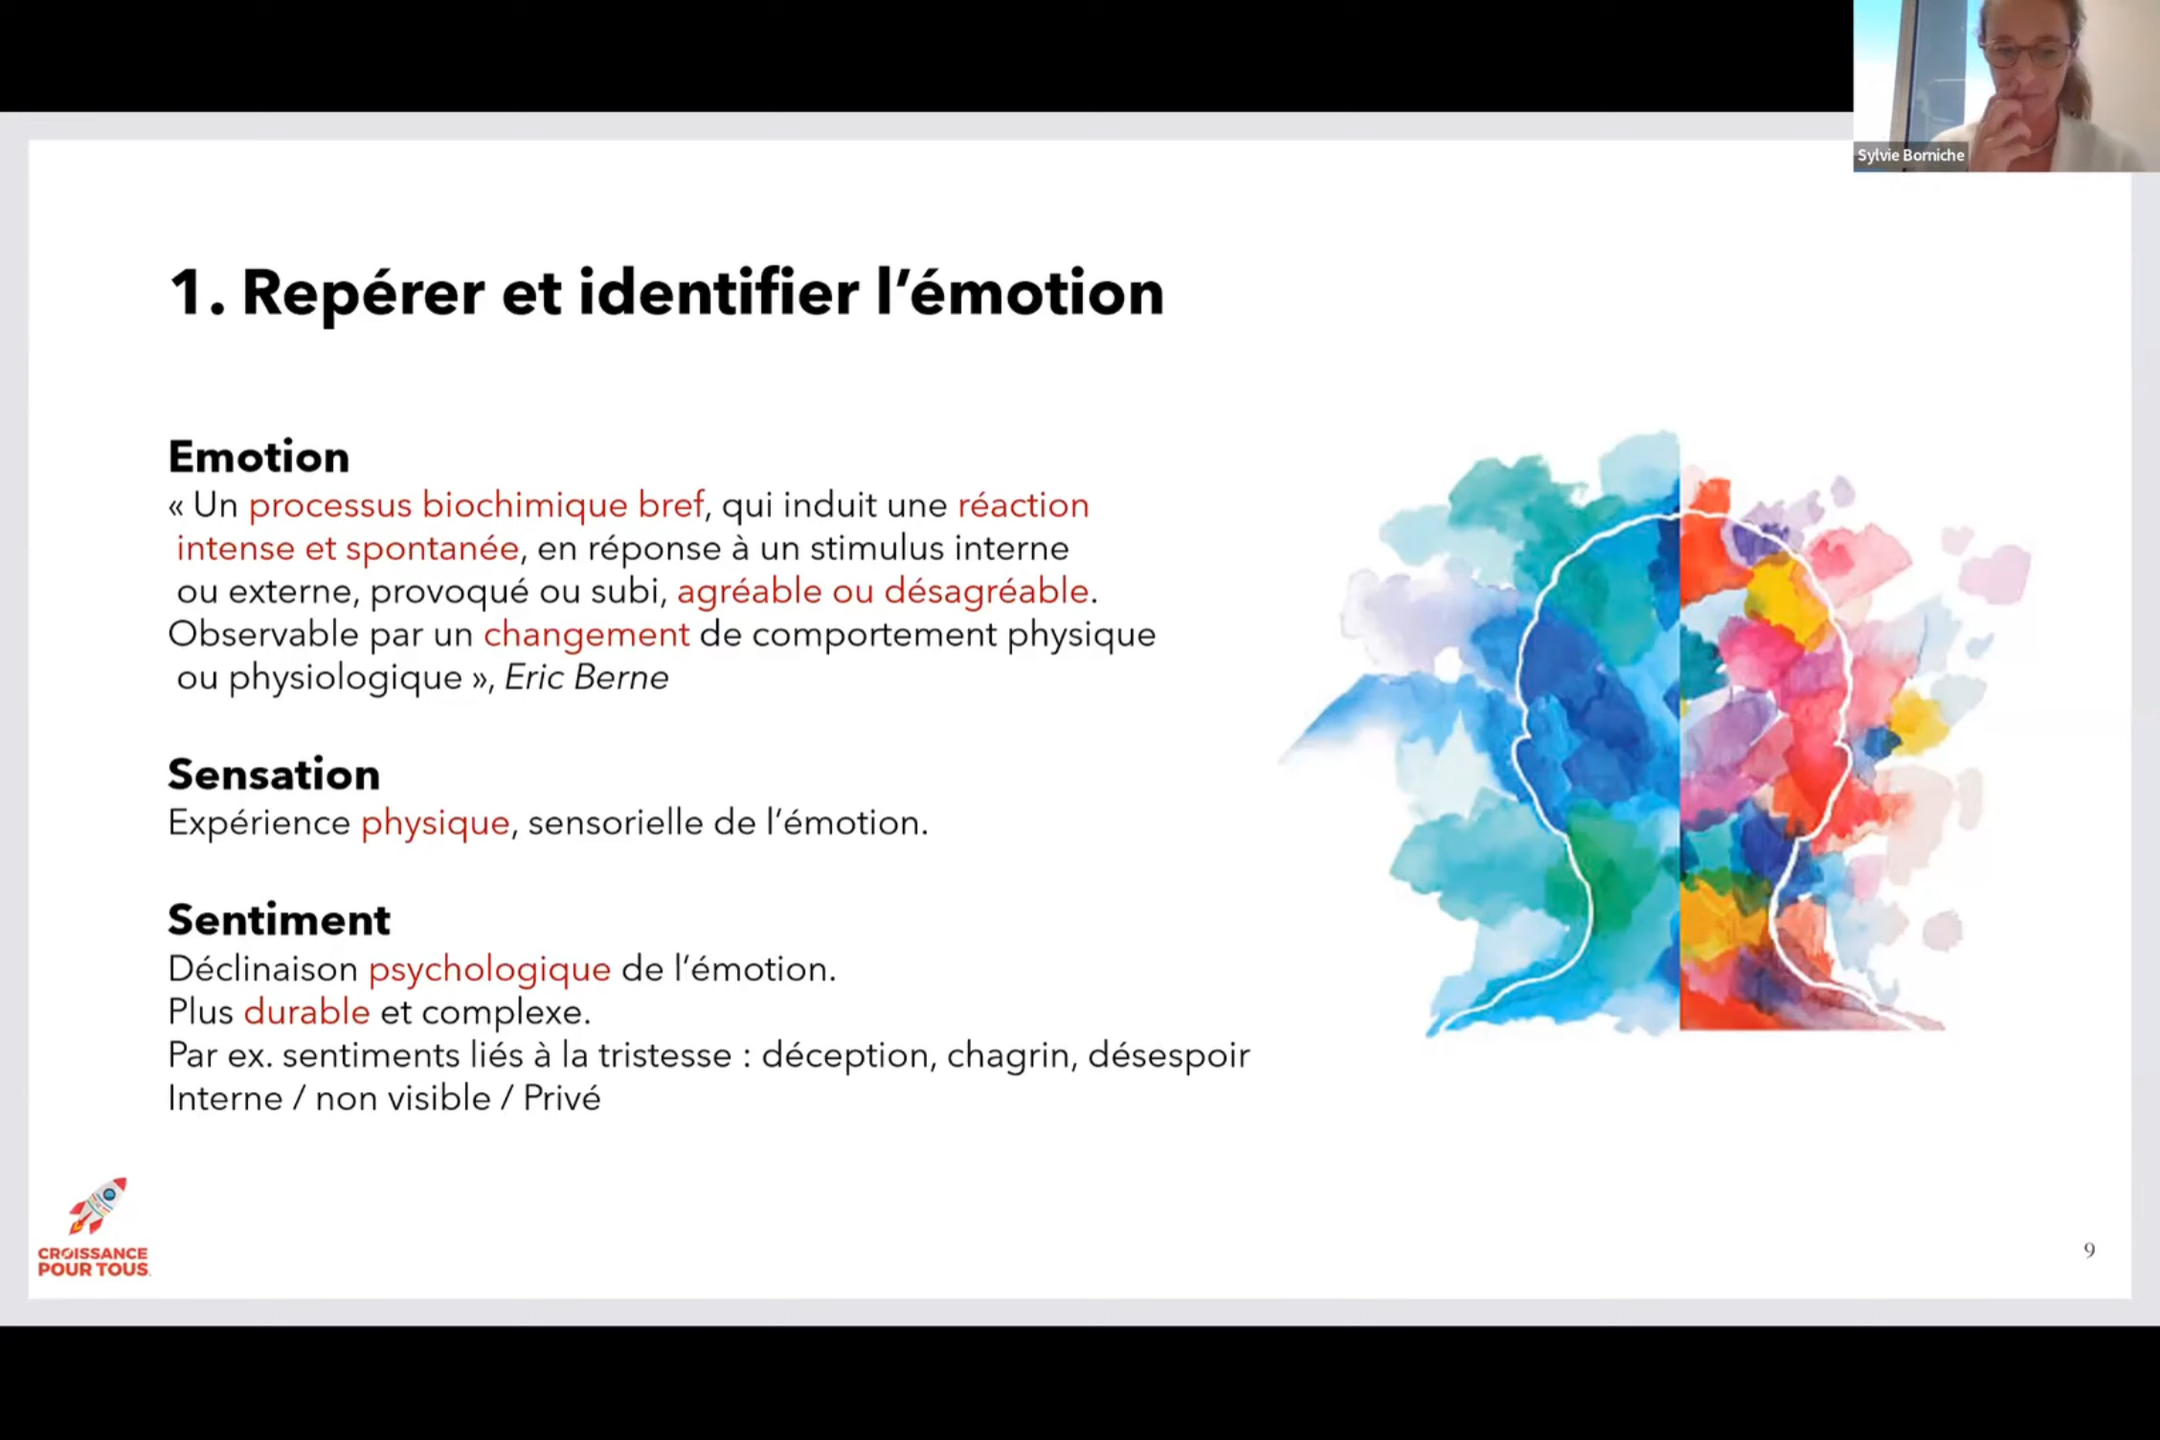 Sylvie Borniche
1. Repérer et identifier l’émotion
Emotion
« Un processus biochimique bref, qui induit une réaction
intense et spontanée, en réponse à un stimulus interne
ou externe, provoqué ou subi, agréable ou désagréable.
Observable par un changement de comportement physique
ou physiologique », Eric Berne
Sensation
Expérience physique, sensorielle de l’émotion.
Sentiment
Déclinaison psychologique de l’émotion.
Plus durable et complexe.
Par ex. sentiments liés à la tristesse : déception, chagrin, désespoir
Interne / non visible / Privé
CROISSANCE
POUR TOUS
9